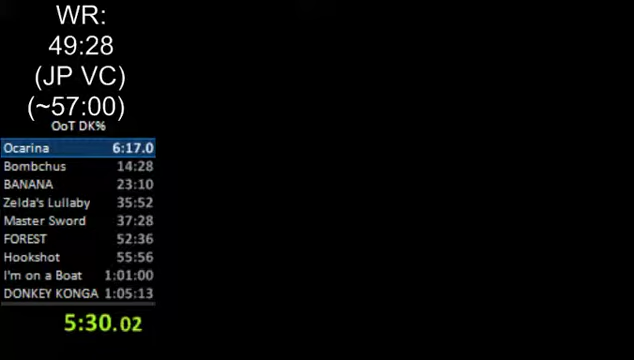 WR:
49:28
(JP VC)
(~57:00)
OoT DK%
Ocarina 6:17.0
Bombchus 14:28
BANANA 23:10
Zelda's Lullaby 35:52
Master Sword 37:28
FOREST 52:36
Hookshot 55:56
I'm on a Boat 1:01:00
DONKEY KONGA 1:05:13
5:30.02